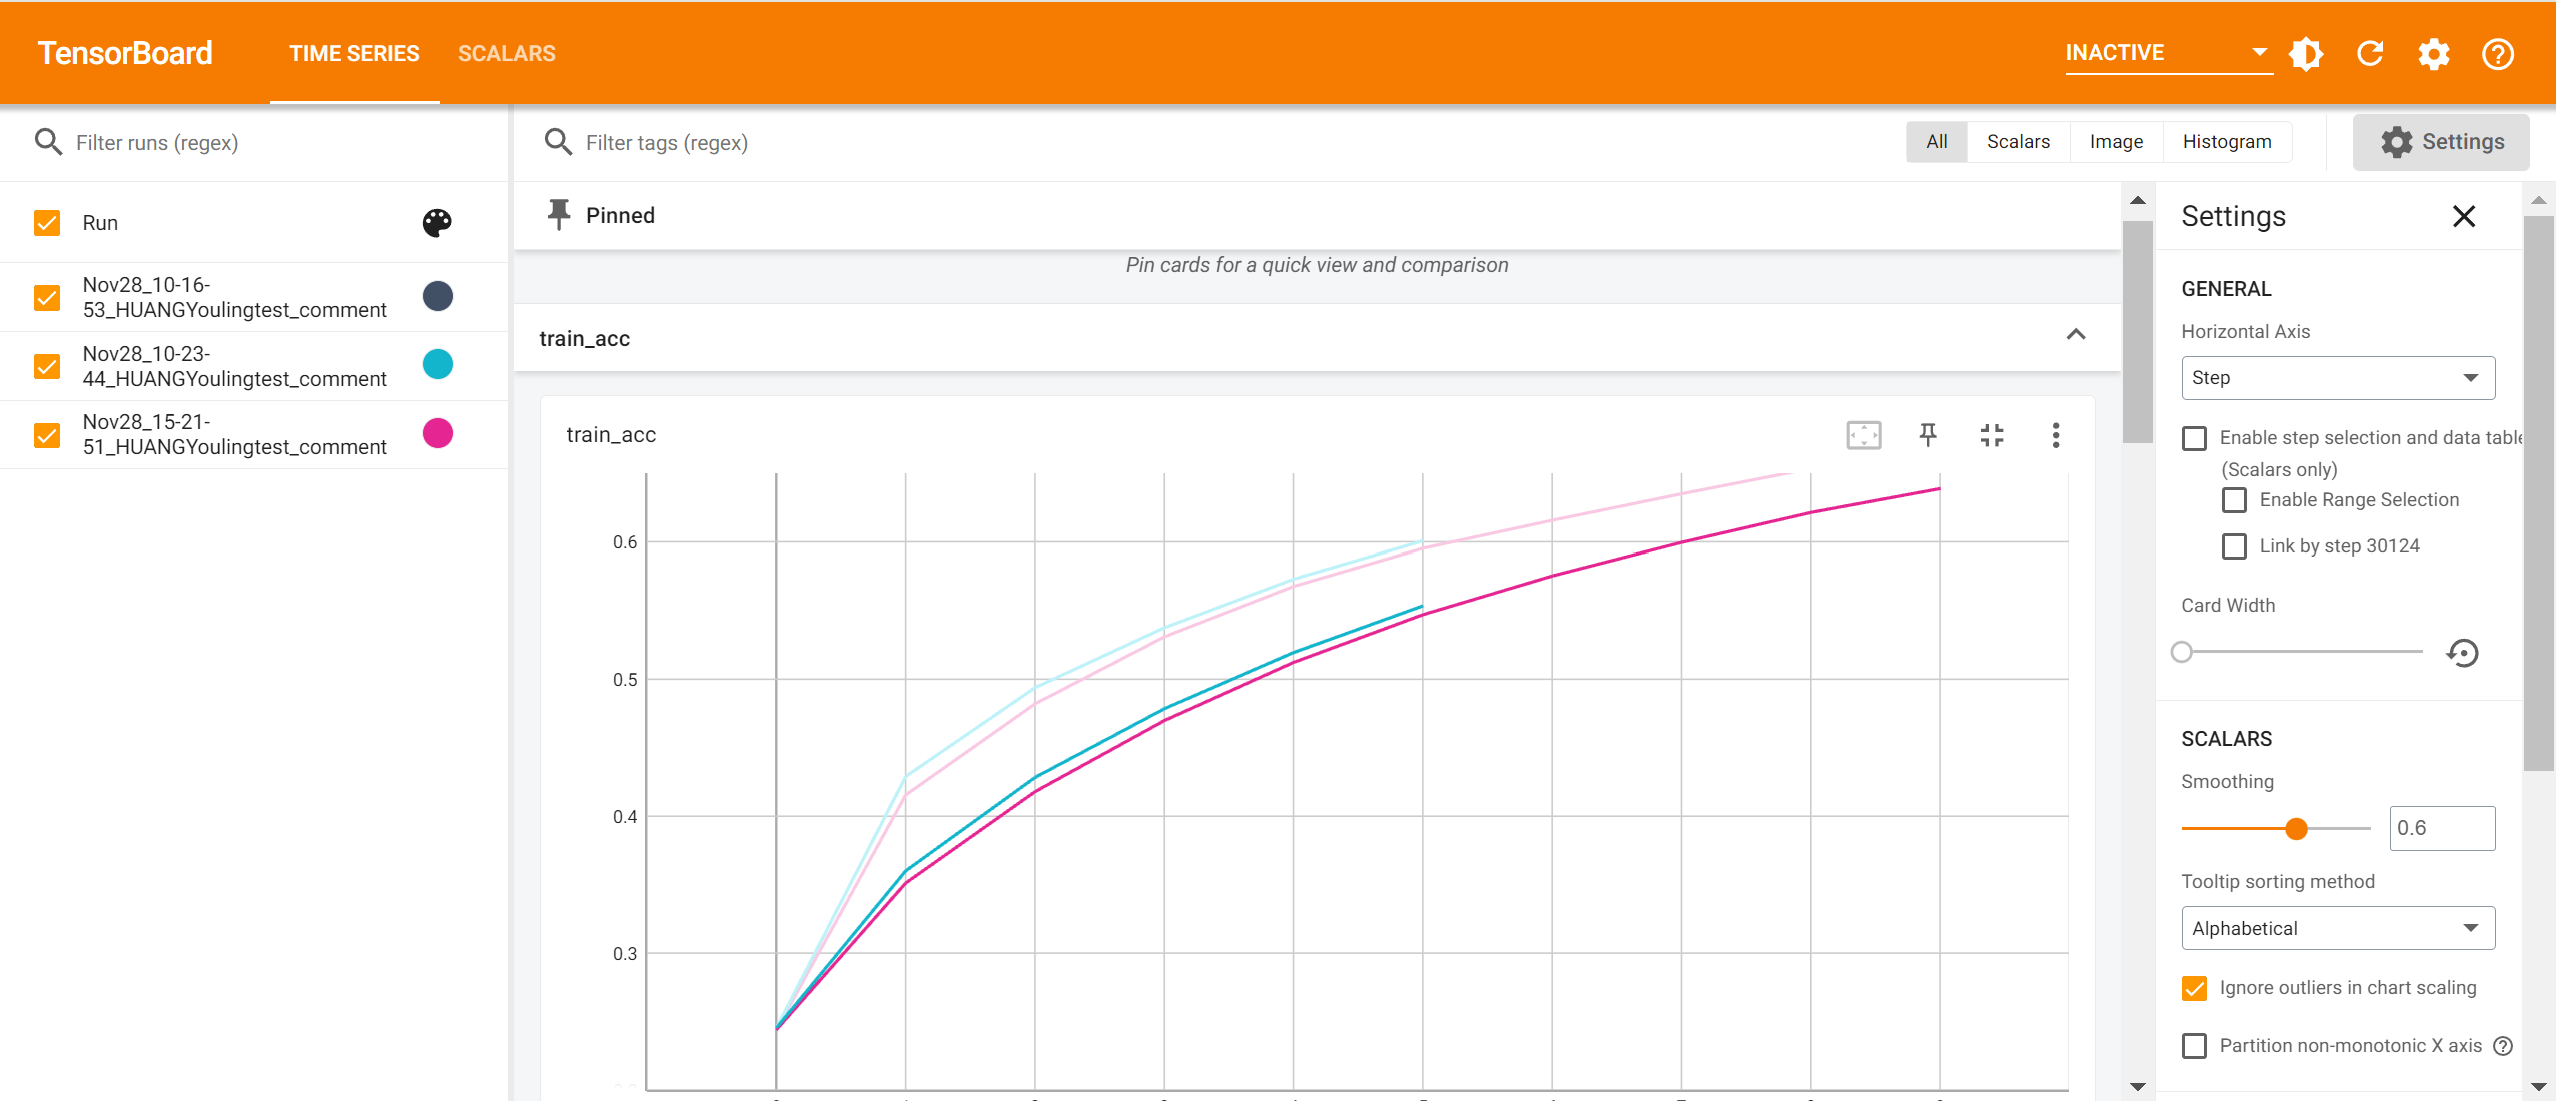 TensorBoard
TIME SERIES
SCALARS
INACTIVE
Filter runs (regex)
Filter tags (regex)
All
Scalars
Image
Histogram
Settings
Run
Nov28_10-16-
53_HUANGYoulingtest_comment
Nov28_10-23-
44_HUANGYoulingtest_comment
Nov28_15-21-
51_HUANGYoulingtest_comment
Pinned
Pin cards for a quick view and comparison
train_acc
train_acc
0.6
0.5
0.4
0.3
Settings
GENERAL
Horizontal Axis
Step
Enable step selection and data table
(Scalars only)
Enable Range Selection
Link by step 30124
Card Width
SCALARS
Smoothing
0.6
Tooltip sorting method
Alphabetical
Ignore outliers in chart scaling
Partition non-monotonic X axis